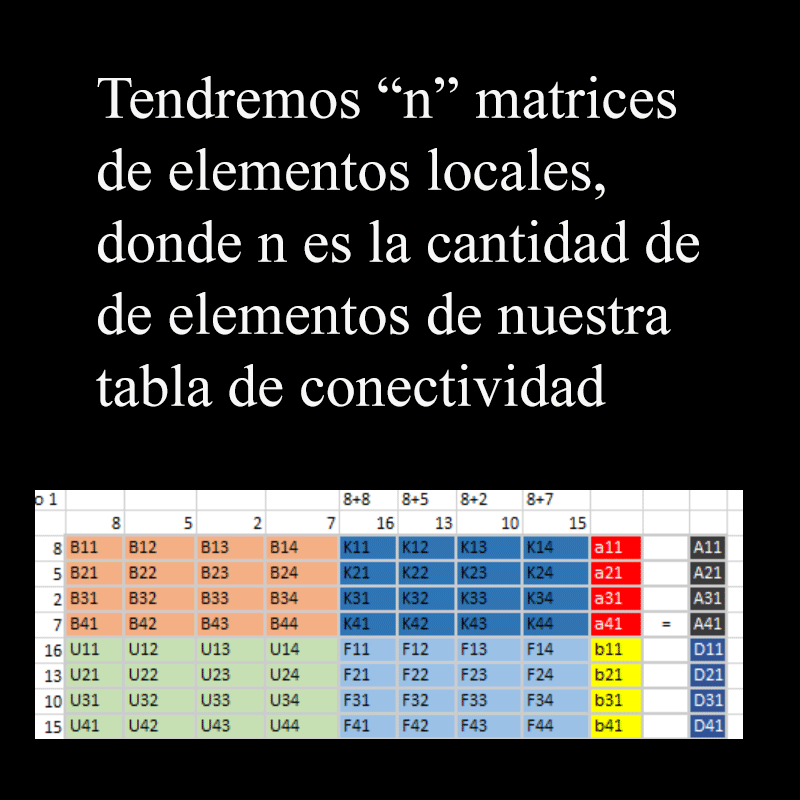 Tendremos “n” matrices
de elementos locales,
donde n es la cantidad de
de elementos de nuestra
tabla de conectividad
o 1 8+8 8+5 8+2 8+7
8 5 2 7 16 13 10 15
8 B11 B12 B13 B14 K11 K12 K13 K14 a11 A11
5 B21 B22 B23 B24 K21 K22 K23 K24 a21 A21
2 B31 B32 B33 B34 K31 K32 K33 K34 a31 A31
7 B41 B42 B43 B44 K41 K42 K43 K44 a41 = A41
16 U11 U12 U13 U14 F11 F12 F13 F14 b11 D11
13 U21 U22 U23 U24 F21 F22 F23 F24 b21 D21
10 U31 U32 U33 U34 F31 F32 F33 F34 b31 D31
15 U41 U42 U43 U44 F41 F42 F43 F44 b41 D41